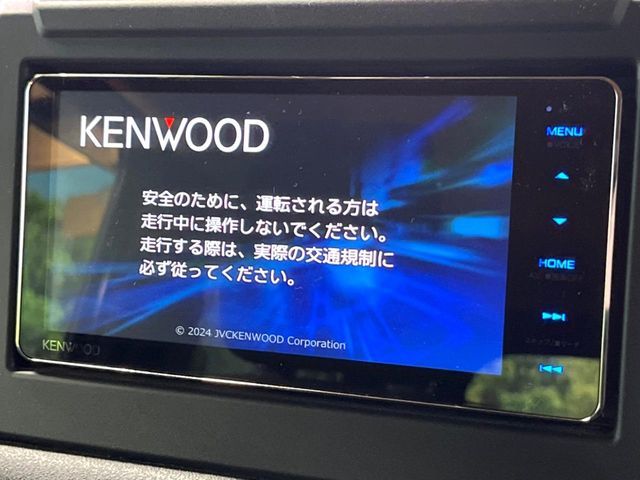 KENWOOD
安全のために、運転される方は
走行中に操作しないでください。
走行する際は、実際の交通規制に
必ず従ってください。
© 2024 JVCKENWOOD Corporation
KENWOOD
MENU
HOME